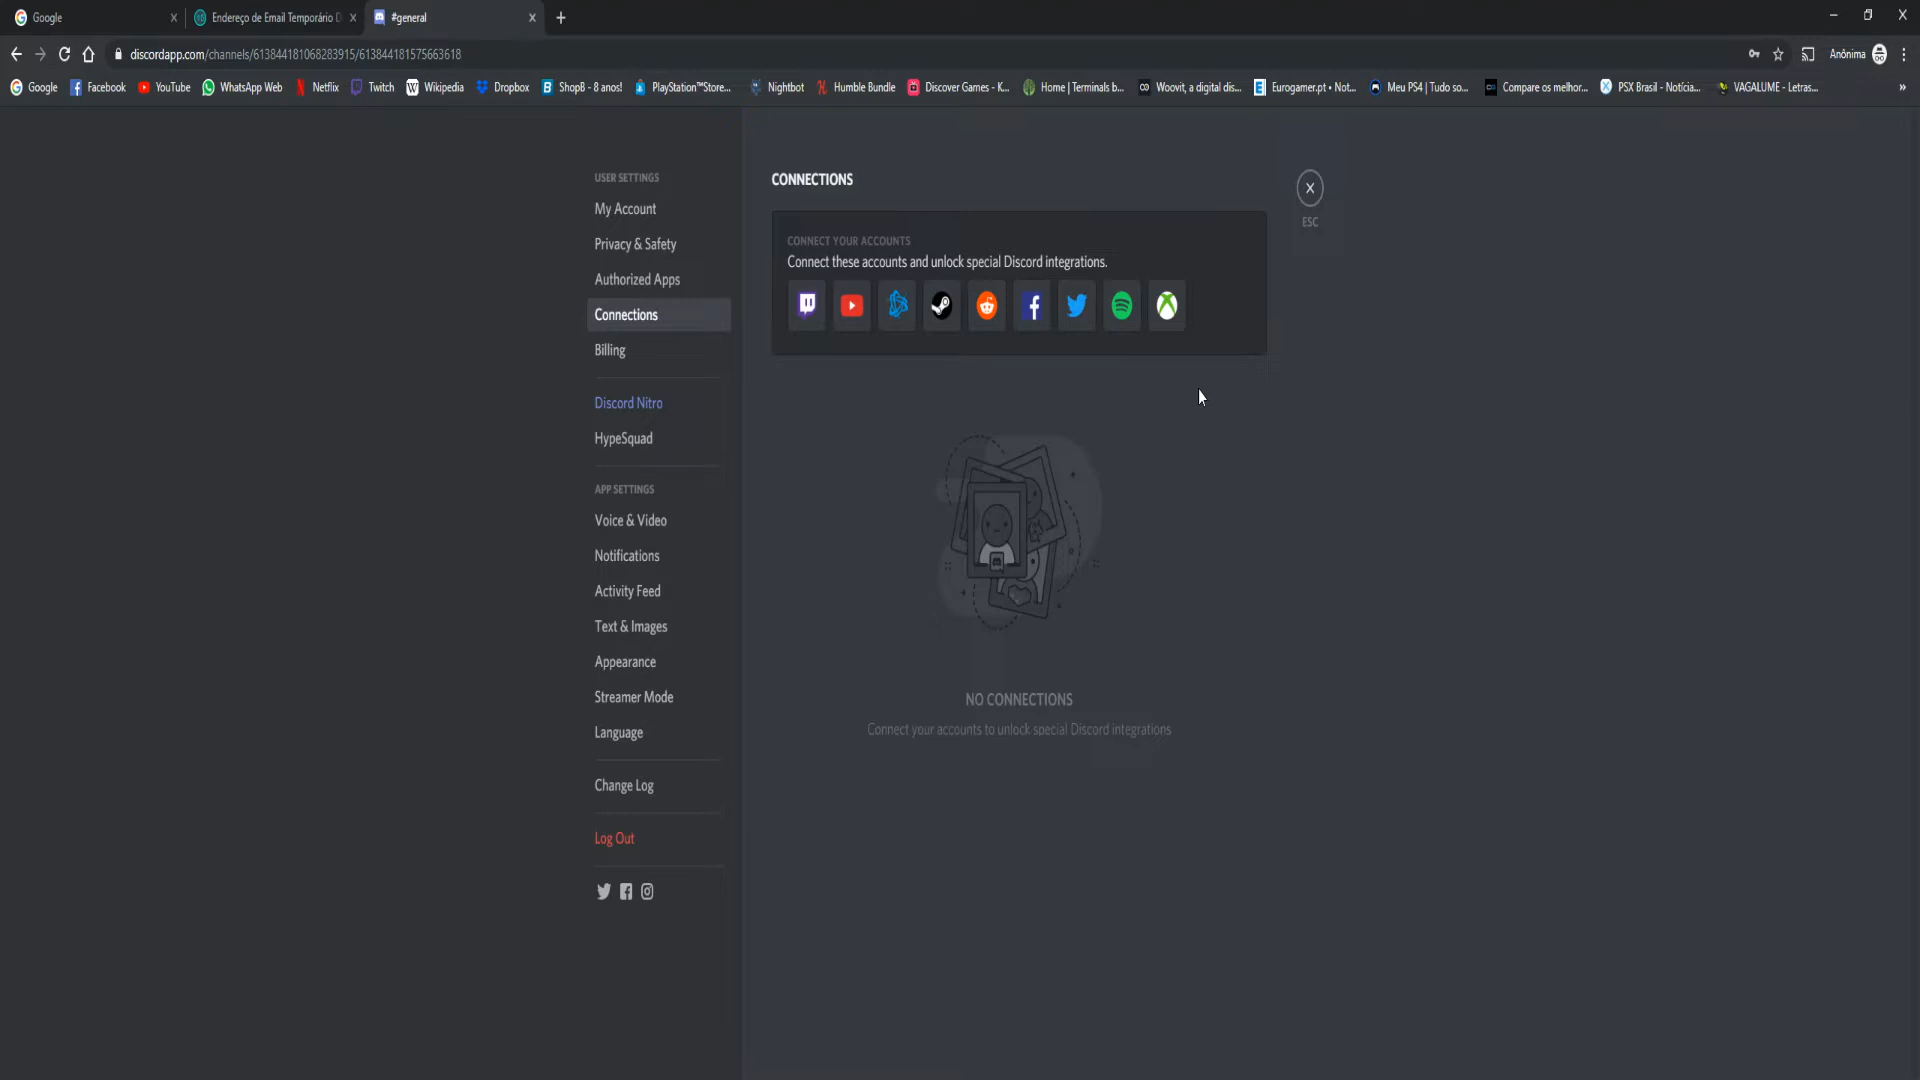 Google
Endereço de Email Temporário D
#general
discordapp.com/channels/613844181068283915/613844181575663618
Anônima
Google
Facebook
YouTube
WhatsApp Web
Netflix
Twitch
Wikipedia
Dropbox
ShopB - 8 anos!
PlayStation™Store...
Nightbot
Humble Bundle
Discover Games - K...
Home | Terminals b...
Woovit, a digital dis...
Eurogamer.pt • Not...
Meu PS4 | Tudo so...
Compare os melhor...
PSX Brasil - Notícia...
VAGALUME - Letras...
USER SETTINGS
My Account
Privacy & Safety
Authorized Apps
Connections
Billing
Discord Nitro
HypeSquad
APP SETTINGS
Voice & Video
Notifications
Activity Feed
Text & Images
Appearance
Streamer Mode
Language
Change Log
Log Out
CONNECTIONS
ESC
CONNECT YOUR ACCOUNTS
Connect these accounts and unlock special Discord integrations.
NO CONNECTIONS
Connect your accounts to unlock special Discord integrations